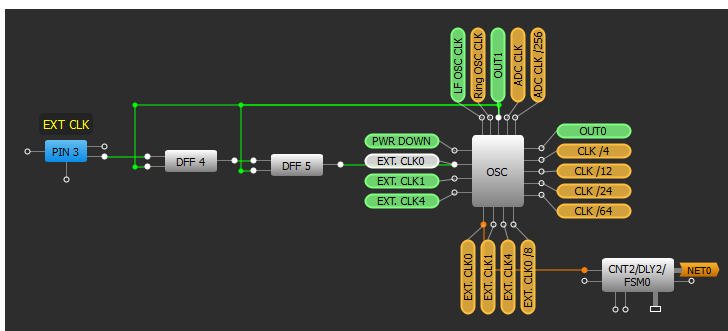 EXT CLK
PIN 3
DFF 4
DFF 5
LF OSC CLK
Ring OSC CLK
OUT1
ADC CLK
ADC CLK /256
PWR DOWN
EXT. CLK0
EXT. CLK1
EXT. CLK4
OSC
OUT0
CLK /4
CLK /12
CLK /24
CLK /64
EXT. CLK0
EXT. CLK1
EXT. CLK4
EXT. CLK0 /8
CNT2/DLY2/
FSM0
NET0